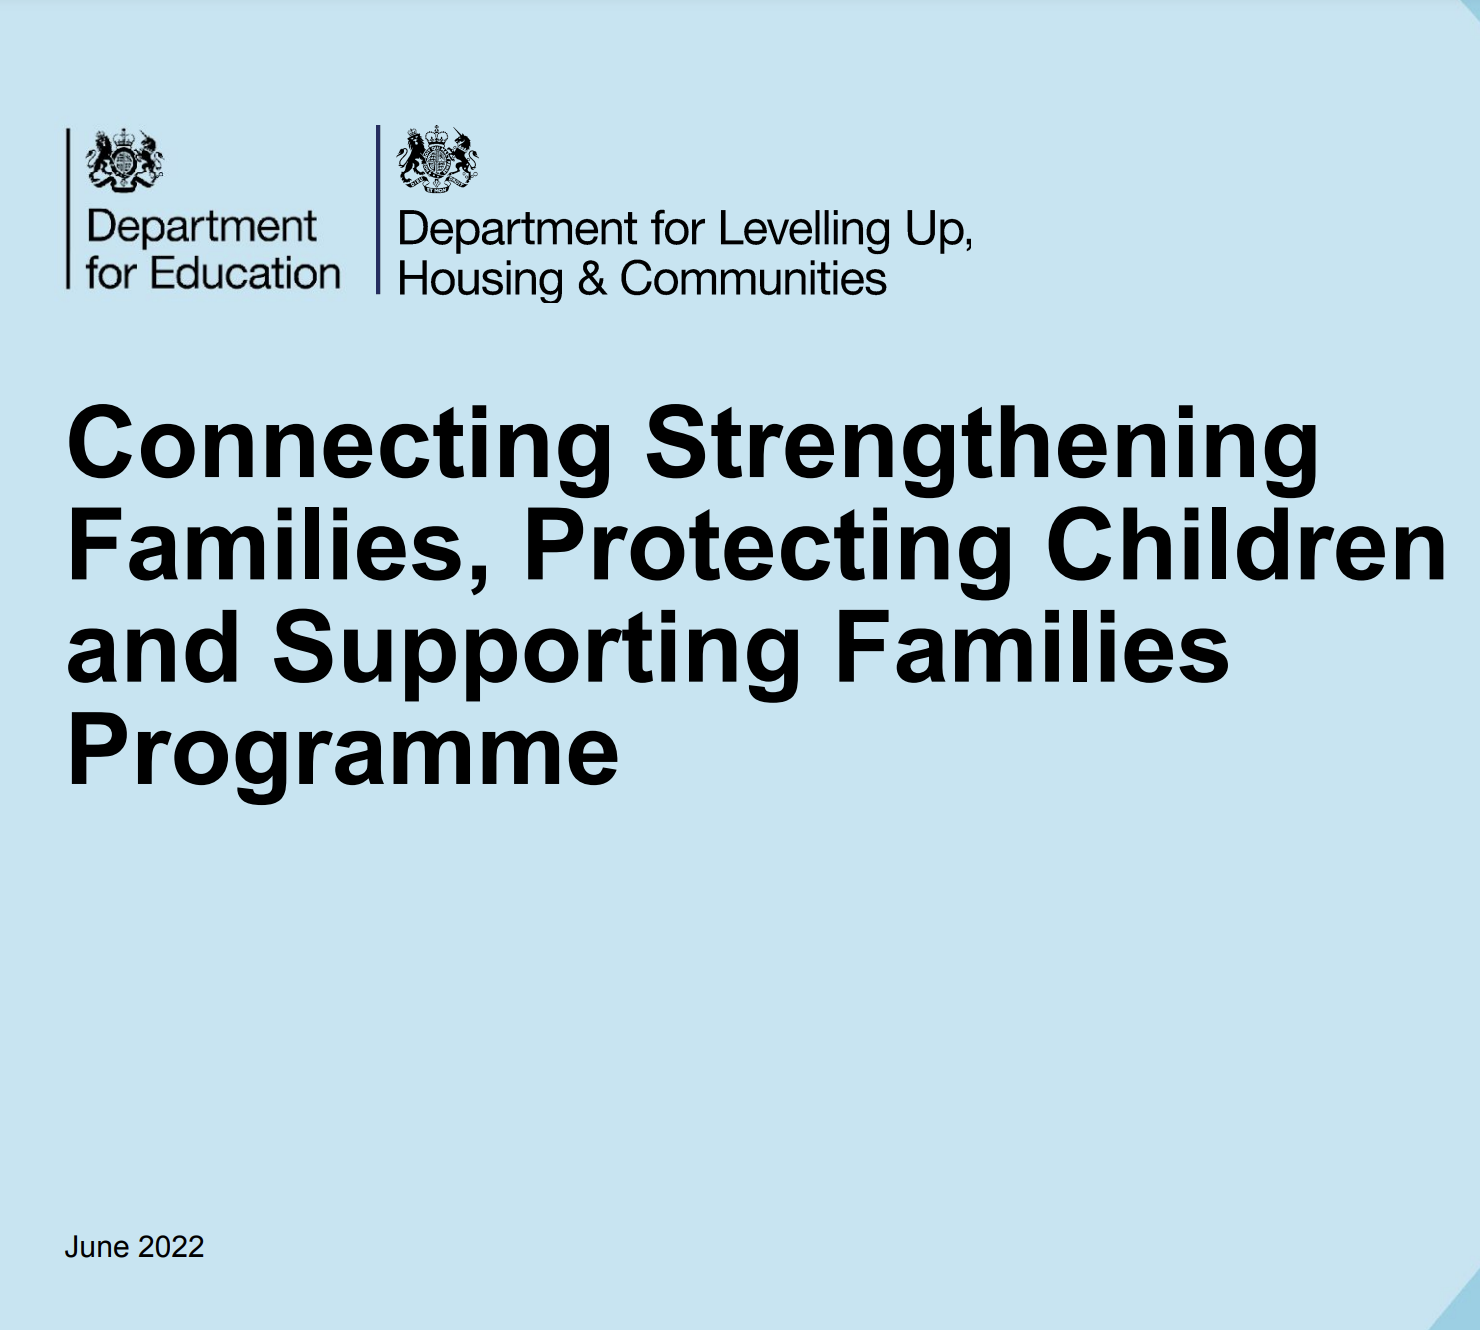 Department
for Education
Department for Levelling Up,
Housing & Communities
Connecting Strengthening
Families, Protecting Children
and Supporting Families
Programme
June 2022